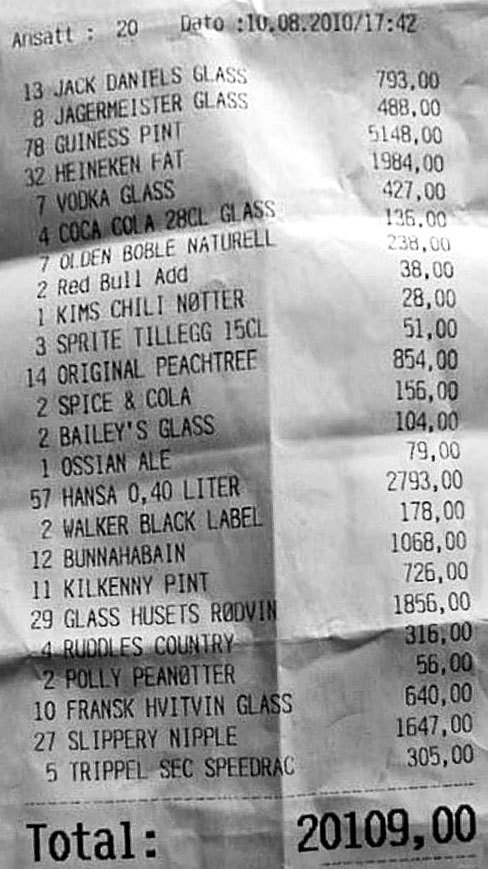 Ansatt : 20 Dato :10.08.2010/17:42
13 JACK DANIELS GLASS 793,00
8 JAGERMEISTER GLASS 488,00
78 GUINESS PINT 5148,00
32 HEINEKEN FAT 1984,00
7 VODKA GLASS 427,00
4 COCA COLA 28CL GLASS 136,00
7 OLDEN BOBLE NATURELL 238,00
2 Red Bull Add 38,00
1 KIMS CHILI NØTTER 28,00
3 SPRITE TILLEGG 15CL 51,00
14 ORIGINAL PEACHTREE 854,00
2 SPICE & COLA 156,00
2 BAILEY'S GLASS 104,00
1 OSSIAN ALE 79,00
57 HANSA 0,40 LITER 2793,00
2 WALKER BLACK LABEL 178,00
12 BUNNAHABAIN 1068,00
11 KILKENNY PINT 726,00
29 GLASS HUSETS RØDVIN 1856,00
4 RUDDLES COUNTRY 316,00
2 POLLY PEANØTTER 56,00
10 FRANSK HVITVIN GLASS 640,00
27 SLIPPERY NIPPLE 1647,00
5 TRIPPEL SEC SPEEDRAC 305,00
Total: 20109,00